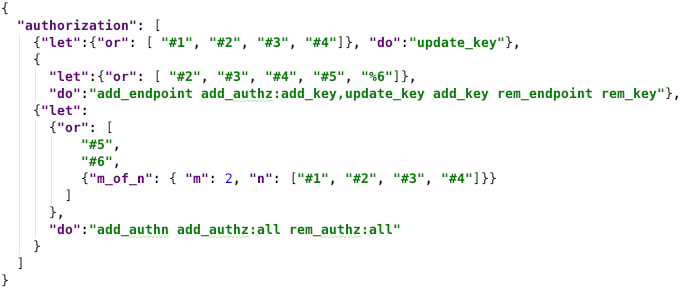 {
"authorization": [
{"let":{"or": [ "#1", "#2", "#3", "#4"]}, "do":"update_key"},
{
"let":{"or": [ "#2", "#3", "#4", "#5", "%6"]},
"do":"add_endpoint add_authz:add_key,update_key add_key rem_endpoint rem_key"},
{"let":
{"or": [
"#5",
"#6",
{"m_of_n": { "m": 2, "n": ["#1", "#2", "#3", "#4"]}}
]
},
"do":"add_authn add_authz:all rem_authz:all"
}
]
}